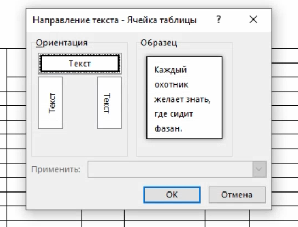 Направление текста - Ячейка таблицы ? ×
Ориентация
Текст
Текст
Текст
Образец
Каждый
охотник
желает знать,
где сидит
фазан.
Применить:
ОК
Отмена